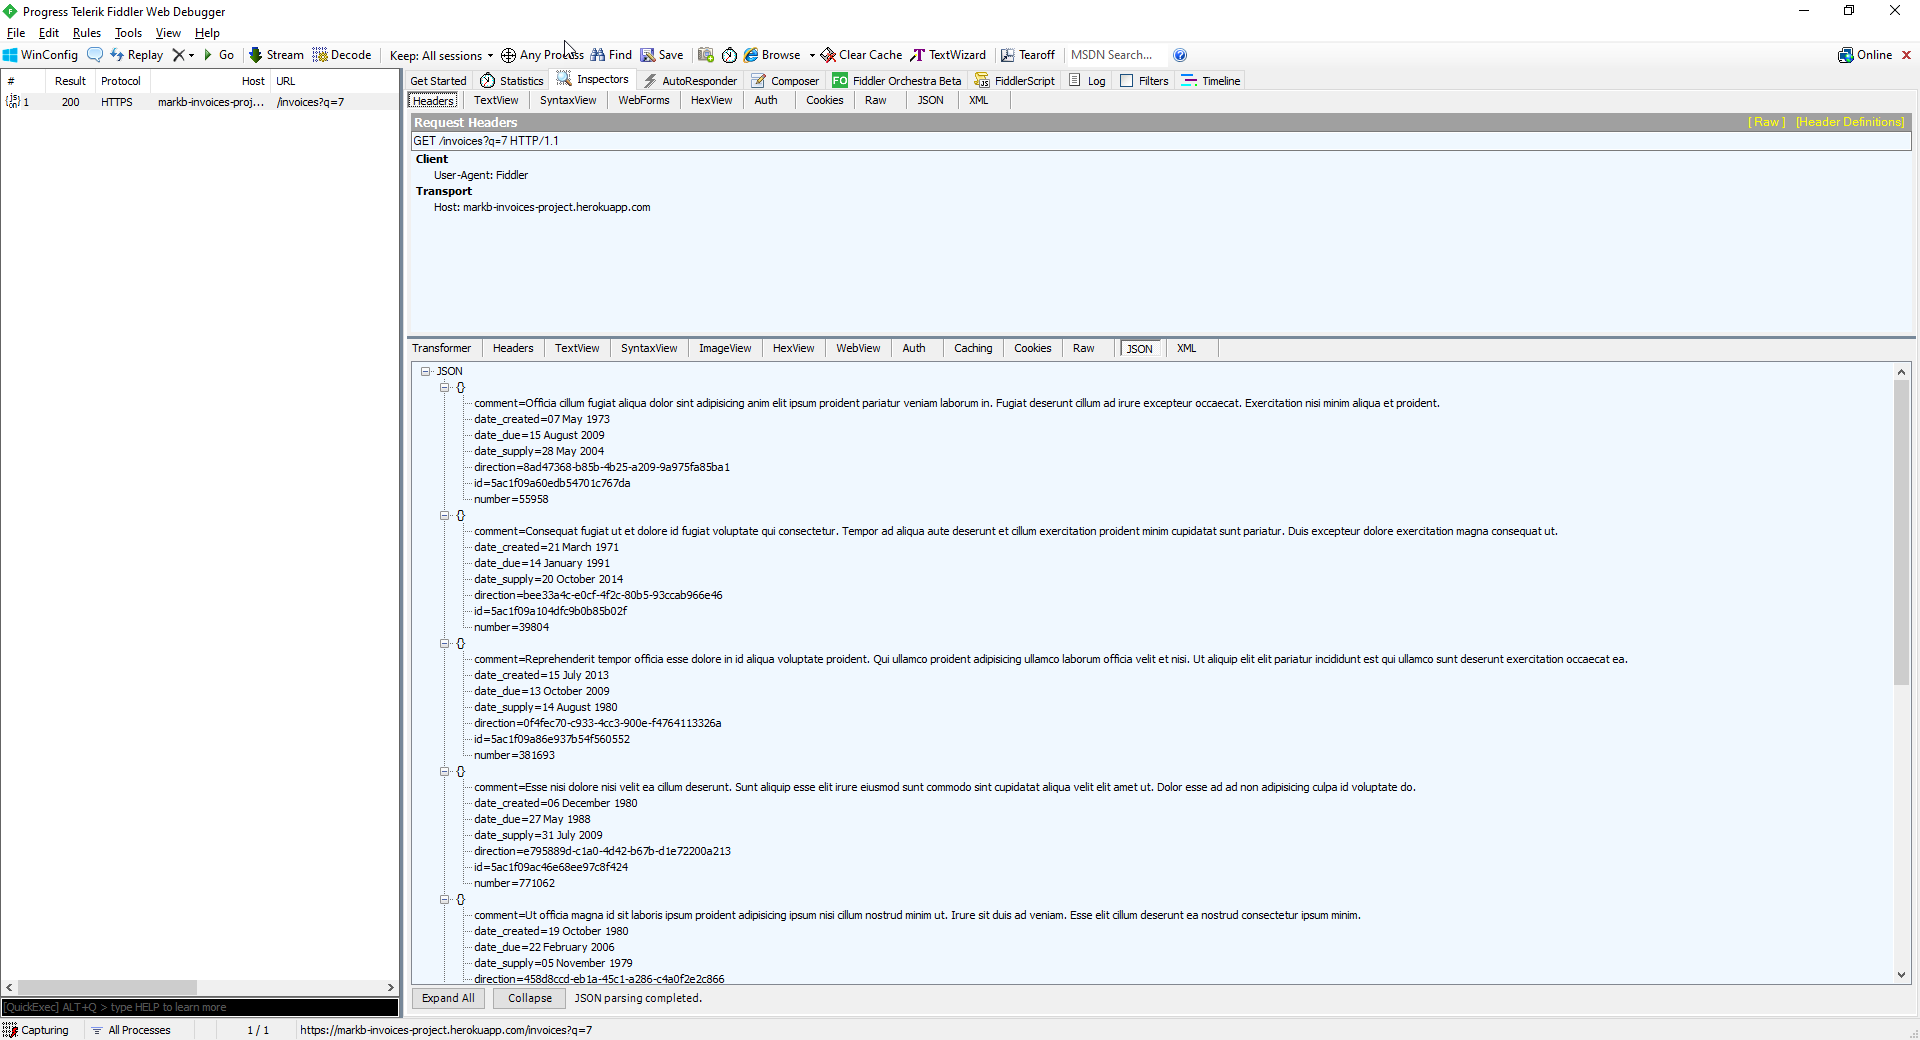 Progress Telerik Fiddler Web Debugger
File Edit Rules Tools View Help
WinConfig Replay Go Stream Decode Keep: All sessions Any Process Find Save Browse Clear Cache TextWizard Tearoff MSDN Search... Online
# Result Protocol Host URL
1 200 HTTPS markb-invoices-proj... /invoices?q=7
Get Started Statistics Inspectors AutoResponder Composer FO Fiddler Orchestra Beta FiddlerScript Log Filters Timeline
Headers TextView SyntaxView WebForms HexView Auth Cookies Raw JSON XML
Request Headers [ Raw ] [Header Definitions]
GET /invoices?q=7 HTTP/1.1
Client
User-Agent: Fiddler
Transport
Host: markb-invoices-project.herokuapp.com
Transformer Headers TextView SyntaxView ImageView HexView WebView Auth Caching Cookies Raw JSON XML
JSON
{}
comment=Officia cillum fugiat aliqua dolor sint adipisicing anim elit ipsum proident pariatur veniam laborum in. Fugiat deserunt cillum ad irure excepteur occaecat. Exercitation nisi minim aliqua et proident.
date_created=07 May 1973
date_due=15 August 2009
date_supply=28 May 2004
direction=8ad47368-b85b-4b25-a209-9a975fa85ba1
id=5ac1f09a60edb54701c767da
number=55958
{}
comment=Consequat fugiat ut et dolore id fugiat voluptate qui consectetur. Tempor ad aliqua aute deserunt et cillum exercitation proident minim cupidatat sunt pariatur. Duis excepteur dolore exercitation magna consequat ut.
date_created=21 March 1971
date_due=14 January 1991
date_supply=20 October 2014
direction=bee33a4c-e0cf-4f2c-80b5-93ccab966e46
id=5ac1f09a104dfc9b0b85b02f
number=39804
{}
comment=Reprehenderit tempor officia esse dolore in id aliqua voluptate proident. Qui ullamco proident adipisicing ullamco laborum officia velit et nisi. Ut aliquip elit elit pariatur incididunt est qui ullamco sunt deserunt exercitation occaecat ea.
date_created=15 July 2013
date_due=13 October 2009
date_supply=14 August 1980
direction=0f4fec70-c933-4cc3-900e-f4764113326a
id=5ac1f09a86e937b54f560552
number=381693
{}
comment=Esse nisi dolore nisi velit ea cillum deserunt. Sunt aliquip esse elit irure eiusmod sunt commodo sint cupidatat aliqua velit elit amet ut. Dolor esse ad ad non adipisicing culpa id voluptate do.
date_created=06 December 1980
date_due=27 May 1988
date_supply=31 July 2009
direction=e795889d-c1a0-4d42-b67b-d1e72200a213
id=5ac1f09ac46e68ee97c8f424
number=771062
{}
comment=Ut officia magna id sit laboris ipsum proident adipisicing ipsum nisi cillum nostrud minim ut. Irure sit duis ad veniam. Esse elit cillum deserunt ea nostrud consectetur ipsum minim.
date_created=19 October 1980
date_due=22 February 2006
date_supply=05 November 1979
direction=458d8ccd-eb1a-45c1-a286-c4a0f2e2c866
Expand All Collapse JSON parsing completed.
[QuickExec] ALT+Q > type HELP to learn more
Capturing All Processes 1 / 1 https://markb-invoices-project.herokuapp.com/invoices?q=7